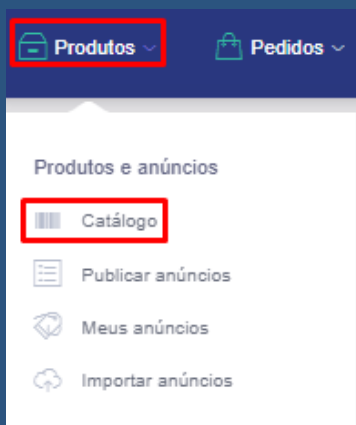 Produtos Pedidos
Produtos e anúncios
Catálogo
Publicar anúncios
Meus anúncios
Importar anúncios